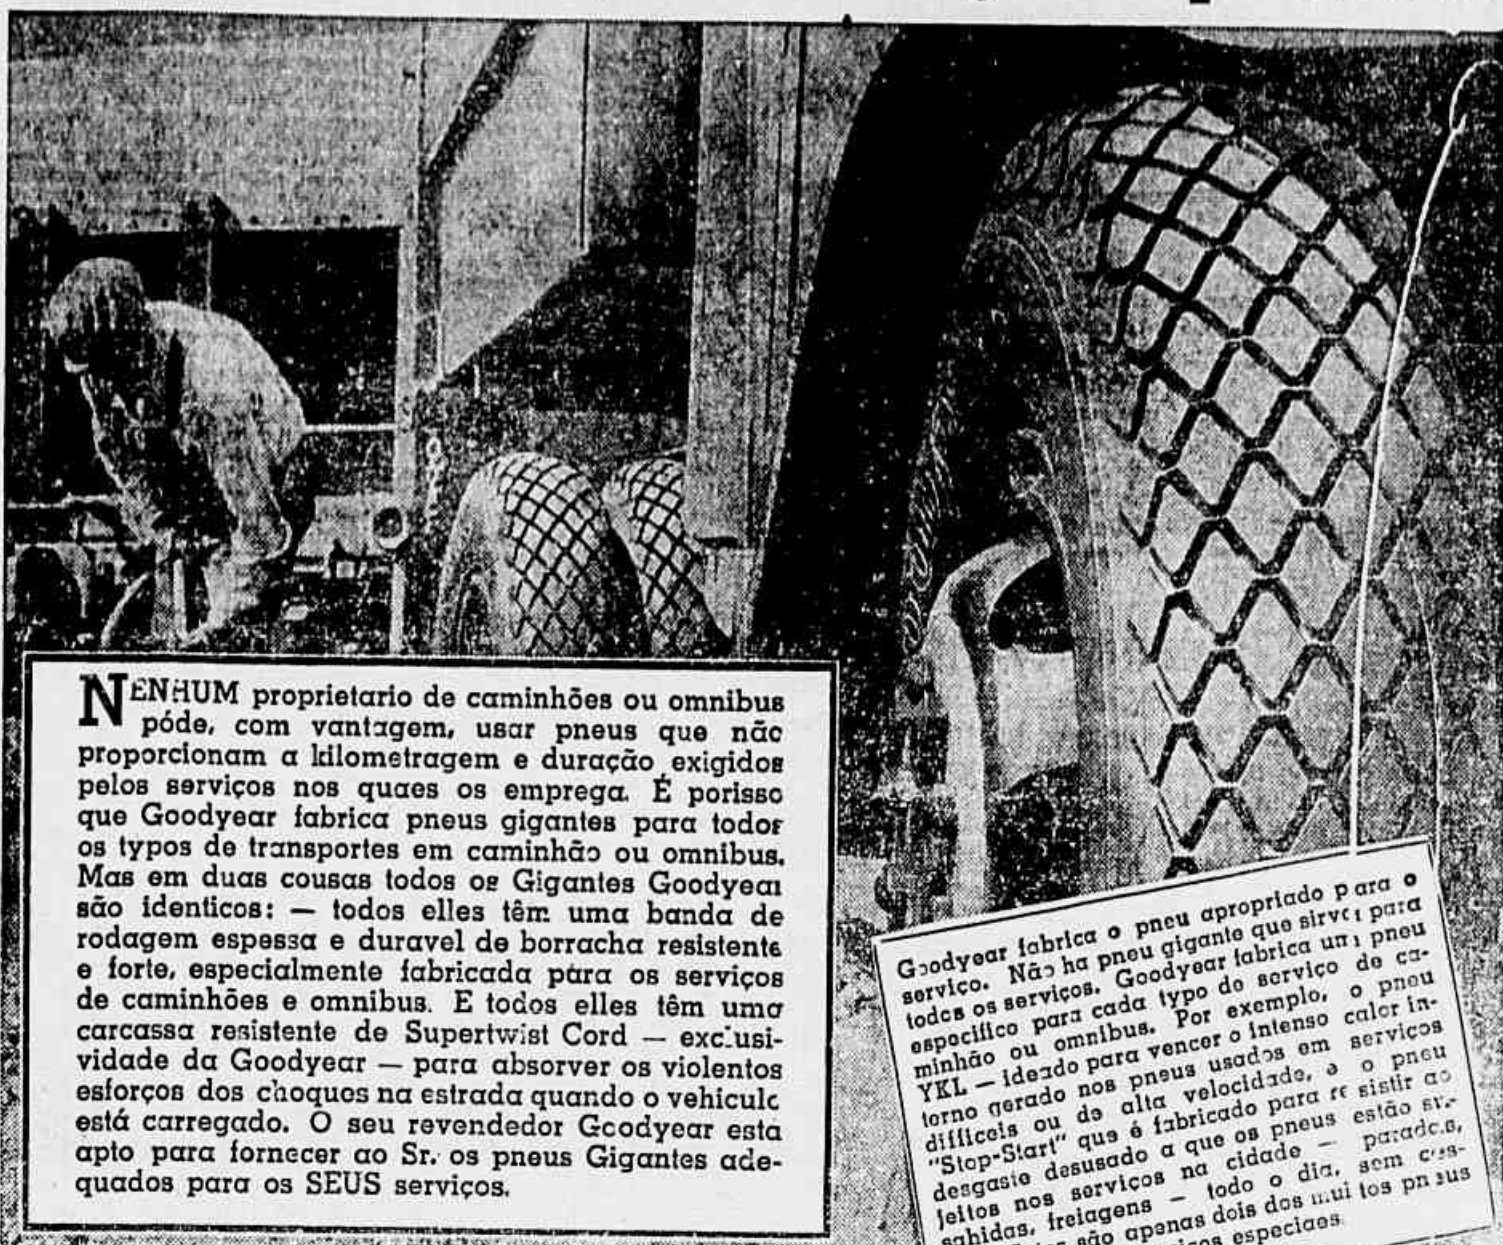 NENHUM proprietario de caminhões ou omnibus
póde, com vantagem, usar pneus que não
proporcionam a kilometragem e duração exigidos
pelos serviços nos quaes os emprega. É porisso
que Goodyear fabrica pneus gigantes para todos
os typos de transportes em caminhão ou omnibus.
Mas em duas cousas todos os Gigantes Goodyear
são identicos: — todos elles têm uma banda de
rodagem espessa e duravel de borracha resistente
e forte, especialmente fabricada para os serviços
de caminhões e omnibus. E todos elles têm uma
carcassa resistente de Supertwist Cord — exclusi-
vidade da Goodyear — para absorver os violentos
esforços dos choques na estrada quando o vehiculo
está carregado. O seu revendedor Goodyear está
apto para fornecer ao Sr. os pneus Gigantes ade-
quados para os SEUS serviços.
Goodyear fabrica o pneu apropriado para o
serviço. Não ha pneu gigante que sirva para
todos os serviços. Goodyear fabrica um pneu
especifico para cada typo de serviço de ca-
minhão ou omnibus. Por exemplo, o pneu
YKL — ideado para vencer o intenso calor in-
terno gerado nos pneus usados em serviços
difficeis ou de alta velocidade, e o pneu
"Stop-Start" que é fabricado para resistir ao
desgaste desusado a que os pneus estão su-
jeitos nos serviços na cidade — paradas,
sahidas, freiagens — todo o dia, sem ces-
são apenas dois dos muitos pneus
especiaes.